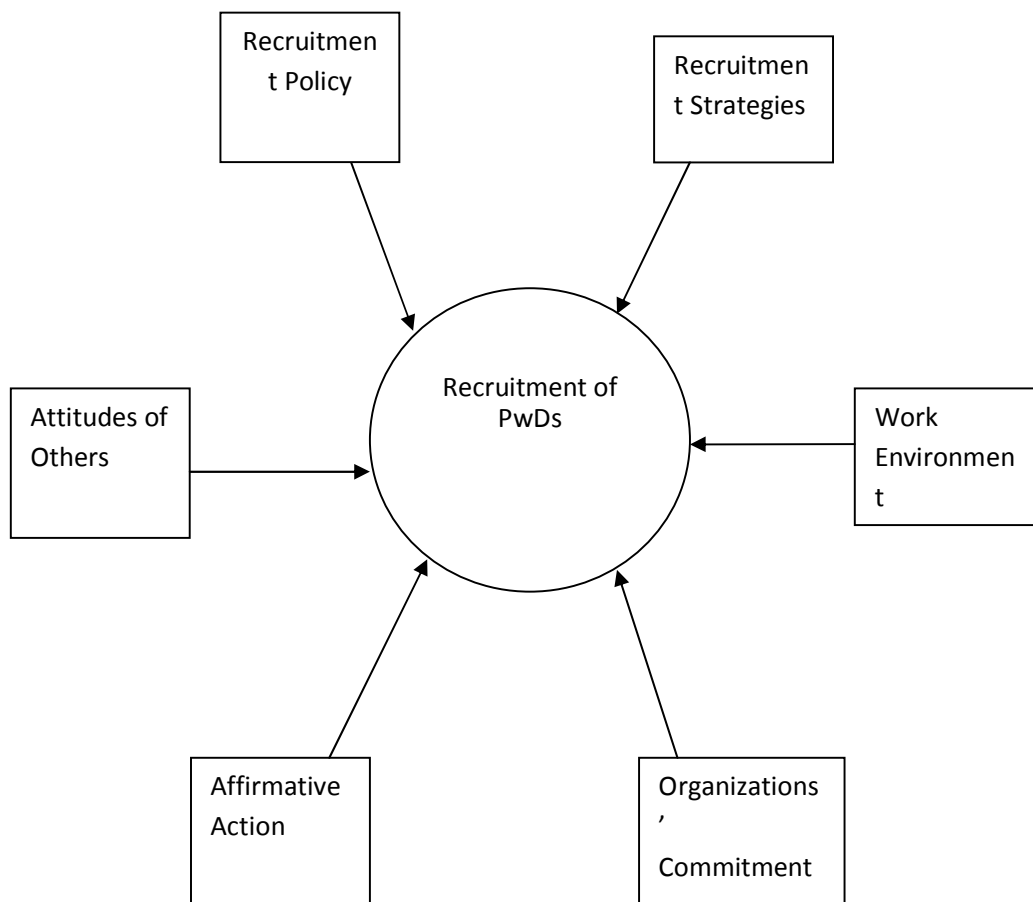 Recruitmen
t Policy
Recruitmen
t Strategies
Recruitment of
PwDs
Attitudes of
Others
Work
Environmen
t
Affirmative
Action
Organizations
’
Commitment